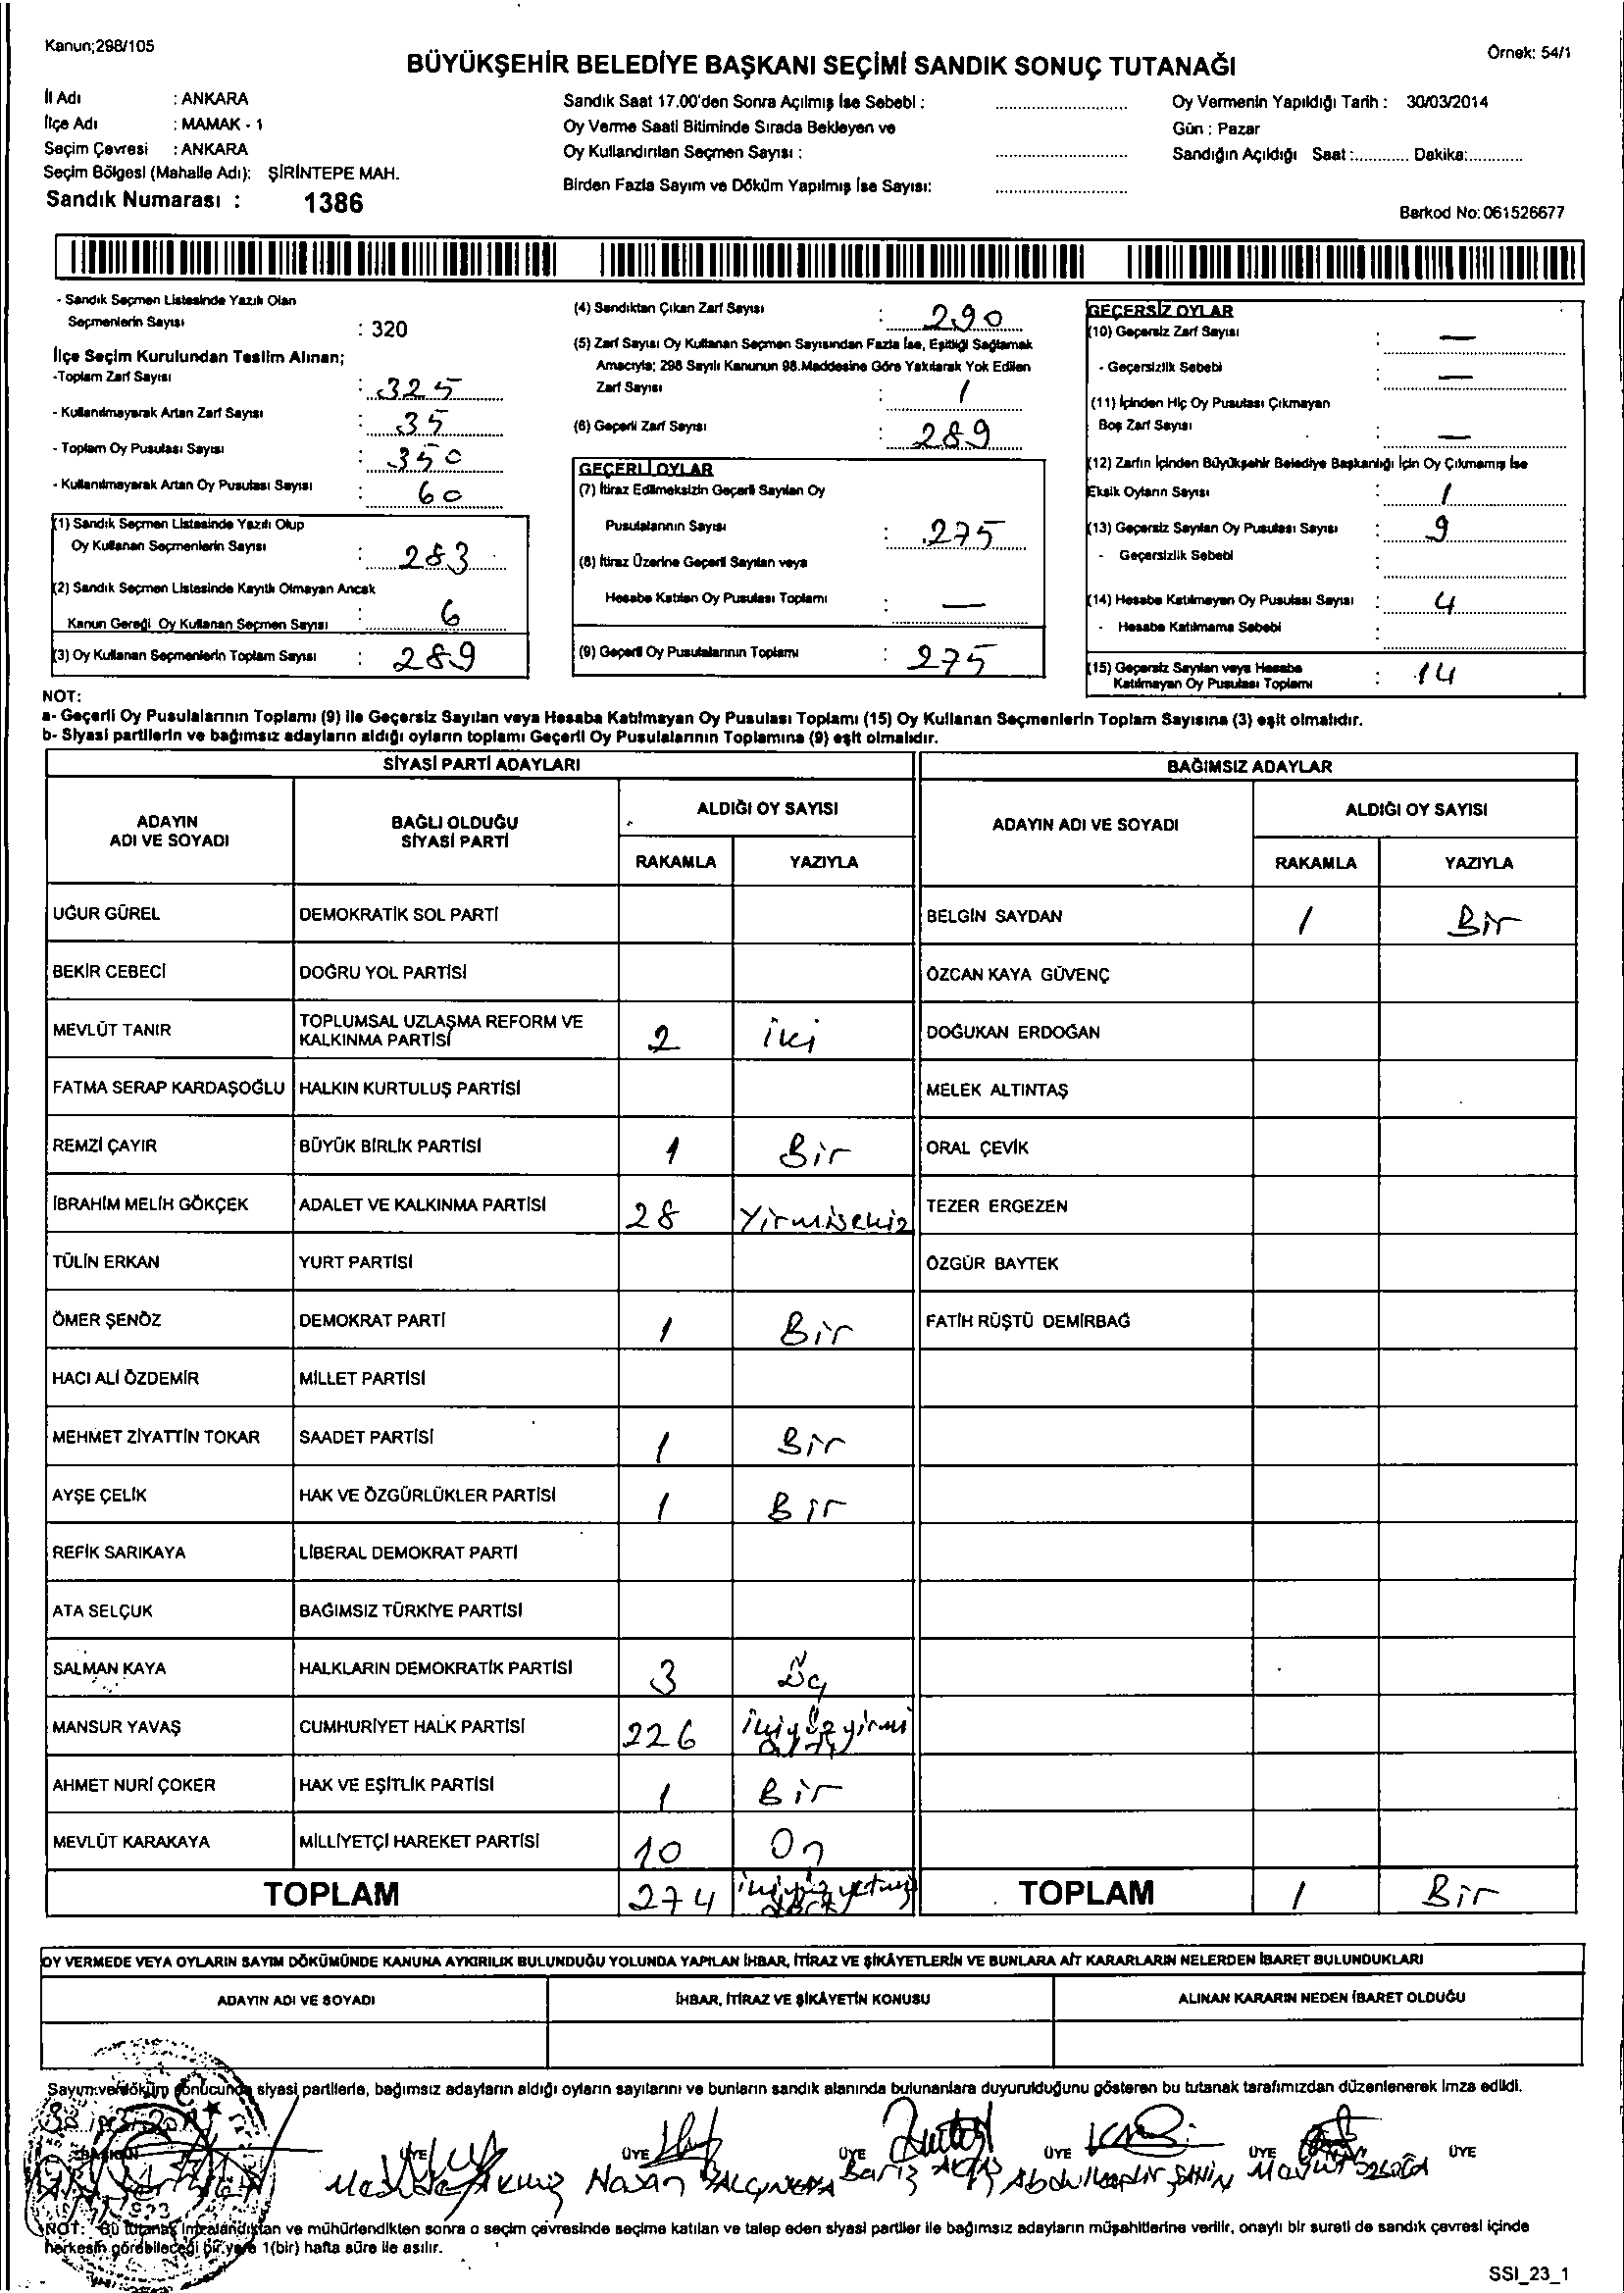 Kanun;298/105
Örnek: 54/1
BÜYÜKŞEHİR BELEDİYE BAŞKANI SEÇİMİ SANDIK SONUÇ TUTANAĞI
İl Adı : ANKARA
İlçe Adı : MAMAK - 1
Seçim Çevresi : ANKARA
Seçim Bölgesi (Mahalle Adı): ŞİRİNTEPE MAH.
Sandık Numarası : 1386
Sandık Saat 17.00'den Sonra Açılmış İse Sebebi :
Oy Verme Saati Bitiminde Sırada Bekleyen ve
Oy Kullandırılan Seçmen Sayısı :
Birden Fazla Sayım ve Döküm Yapılmış İse Sayısı:
Oy Vermenin Yapıldığı Tarih : 30/03/2014
Gün : Pazar
Sandığın Açıldığı Saat :............ Dakika:............
Barkod No:061526677
- Sandık Seçmen Listesinde Yazılı Olan
Seçmenlerin Sayısı : 320
İlçe Seçim Kurulundan Teslim Alınan;
-Toplam Zarf Sayısı : 325
- Kullanılmayarak Artan Zarf Sayısı : 35
- Toplam Oy Pusulası Sayısı : 350
- Kullanılmayarak Artan Oy Pusulası Sayısı : 60
(1) Sandık Seçmen Listesinde Yazılı Olup
Oy Kullanan Seçmenlerin Sayısı : 283
(2) Sandık Seçmen Listesinde Kayıtlı Olmayan Ancak
Kanun Gereği Oy Kullanan Seçmen Sayısı : 6
(3) Oy Kullanan Seçmenlerin Toplam Sayısı : 289
(4) Sandıktan Çıkan Zarf Sayısı : 290
(5) Zarf Sayısı Oy Kullanan Seçmen Sayısından Fazla İse, Eşitliği Sağlamak
Amacıyla; 298 Sayılı Kanunun 98.Maddesine Göre Yakılarak Yok Edilen
Zarf Sayısı : 1
(6) Geçerli Zarf Sayısı : 289
GEÇERLİ OYLAR
(7) İtiraz Edilmeksizin Geçerli Sayılan Oy
Pusulalarının Sayısı : 275
(8) İtiraz Üzerine Geçerli Sayılan veya
Hesaba Katılan Oy Pusulası Toplamı : —
(9) Geçerli Oy Pusulalarının Toplamı : 275
GEÇERSİZ OYLAR
(10) Geçersiz Zarf Sayısı : —
- Geçersizlik Sebebi : —
(11) İçinden Hiç Oy Pusulası Çıkmayan
Boş Zarf Sayısı : —
(12) Zarfın İçinden Büyükşehir Belediye Başkanlığı İçin Oy Çıkmamış İse
Eksik Oyların Sayısı : 1
(13) Geçersiz Sayılan Oy Pusulası Sayısı : 9
- Geçersizlik Sebebi :
(14) Hesaba Katılmayan Oy Pusulası Sayısı : 4
- Hesaba Katılmama Sebebi :
(15) Geçersiz Sayılan veya Hesaba
Katılmayan Oy Pusulası Toplamı : 14
NOT:
a- Geçerli Oy Pusulalarının Toplamı (9) ile Geçersiz Sayılan veya Hesaba Katılmayan Oy Pusulası Toplamı (15) Oy Kullanan Seçmenlerin Toplam Sayısına (3) eşit olmalıdır.
b- Siyasi partilerin ve bağımsız adayların aldığı oyların toplamı Geçerli Oy Pusulalarının Toplamına (9) eşit olmalıdır.
SİYASİ PARTİ ADAYLARI
ADAYIN ADI VE SOYADI BAĞLI OLDUĞU SİYASİ PARTİ ALDIĞI OY SAYISI
RAKAMLA YAZIYLA
UĞUR GÜREL DEMOKRATİK SOL PARTİ
BEKİR CEBECİ DOĞRU YOL PARTİSİ
MEVLÜT TANIR TOPLUMSAL UZLAŞMA REFORM VE KALKINMA PARTİSİ 2 iki
FATMA SERAP KARDAŞOĞLU HALKIN KURTULUŞ PARTİSİ
REMZİ ÇAYIR BÜYÜK BİRLİK PARTİSİ 1 Bir
İBRAHİM MELİH GÖKÇEK ADALET VE KALKINMA PARTİSİ 28 Yirmisekiz
TÜLİN ERKAN YURT PARTİSİ
ÖMER ŞENÖZ DEMOKRAT PARTİ 1 Bir
HACI ALİ ÖZDEMİR MİLLET PARTİSİ
MEHMET ZİYATTİN TOKAR SAADET PARTİSİ 1 Bir
AYŞE ÇELİK HAK VE ÖZGÜRLÜKLER PARTİSİ 1 Bir
REFİK SARIKAYA LİBERAL DEMOKRAT PARTİ
ATA SELÇUK BAĞIMSIZ TÜRKİYE PARTİSİ
SALMAN KAYA HALKLARIN DEMOKRATİK PARTİSİ 3 Üç
MANSUR YAVAŞ CUMHURİYET HALK PARTİSİ 226 ikiyüzyirmi altı
AHMET NURİ ÇOKER HAK VE EŞİTLİK PARTİSİ 1 Bir
MEVLÜT KARAKAYA MİLLİYETÇİ HAREKET PARTİSİ 10 On
TOPLAM 274 ikiyüzyetmiş dört
BAĞIMSIZ ADAYLAR
ADAYIN ADI VE SOYADI ALDIĞI OY SAYISI
RAKAMLA YAZIYLA
BELGİN SAYDAN 1 Bir
ÖZCAN KAYA GÜVENÇ
DOĞUKAN ERDOĞAN
MELEK ALTINTAŞ
ORAL ÇEVİK
TEZER ERGEZEN
ÖZGÜR BAYTEK
FATİH RÜŞTÜ DEMİRBAĞ
TOPLAM 1 Bir
OY VERMEDE VEYA OYLARIN SAYIM DÖKÜMÜNDE KANUNA AYKIRILIK BULUNDUĞU YOLUNDA YAPILAN İHBAR, İTİRAZ VE ŞİKÂYETLERİN VE BUNLARA AİT KARARLARIN NELERDEN İBARET BULUNDUKLARI
ADAYIN ADI VE SOYADI İHBAR, İTİRAZ VE ŞİKÂYETİN KONUSU ALINAN KARARIN NEDEN İBARET OLDUĞU
Sayım ve döküm sonucunda siyasi partilerle, bağımsız adayların aldığı oyların sayılarını ve bunların sandık alanında bulunanlara duyurulduğunu gösteren bu tutanak tarafımızdan düzenlenerek imza edildi.
BAŞKAN ÜYE ÜYE ÜYE ÜYE ÜYE ÜYE
Hasan Barış Abdulkadir ŞAHİN
NOT: Bu tutanak imzalandıktan ve mühürlendikten sonra o seçim çevresinde seçime katılan ve talep eden siyasi partiler ile bağımsız adayların müşahitlerine verilir, onaylı bir sureti de sandık çevresi içinde
herkesin görebileceği bir yere 1(bir) hafta süre ile asılır.
SSI_23_1